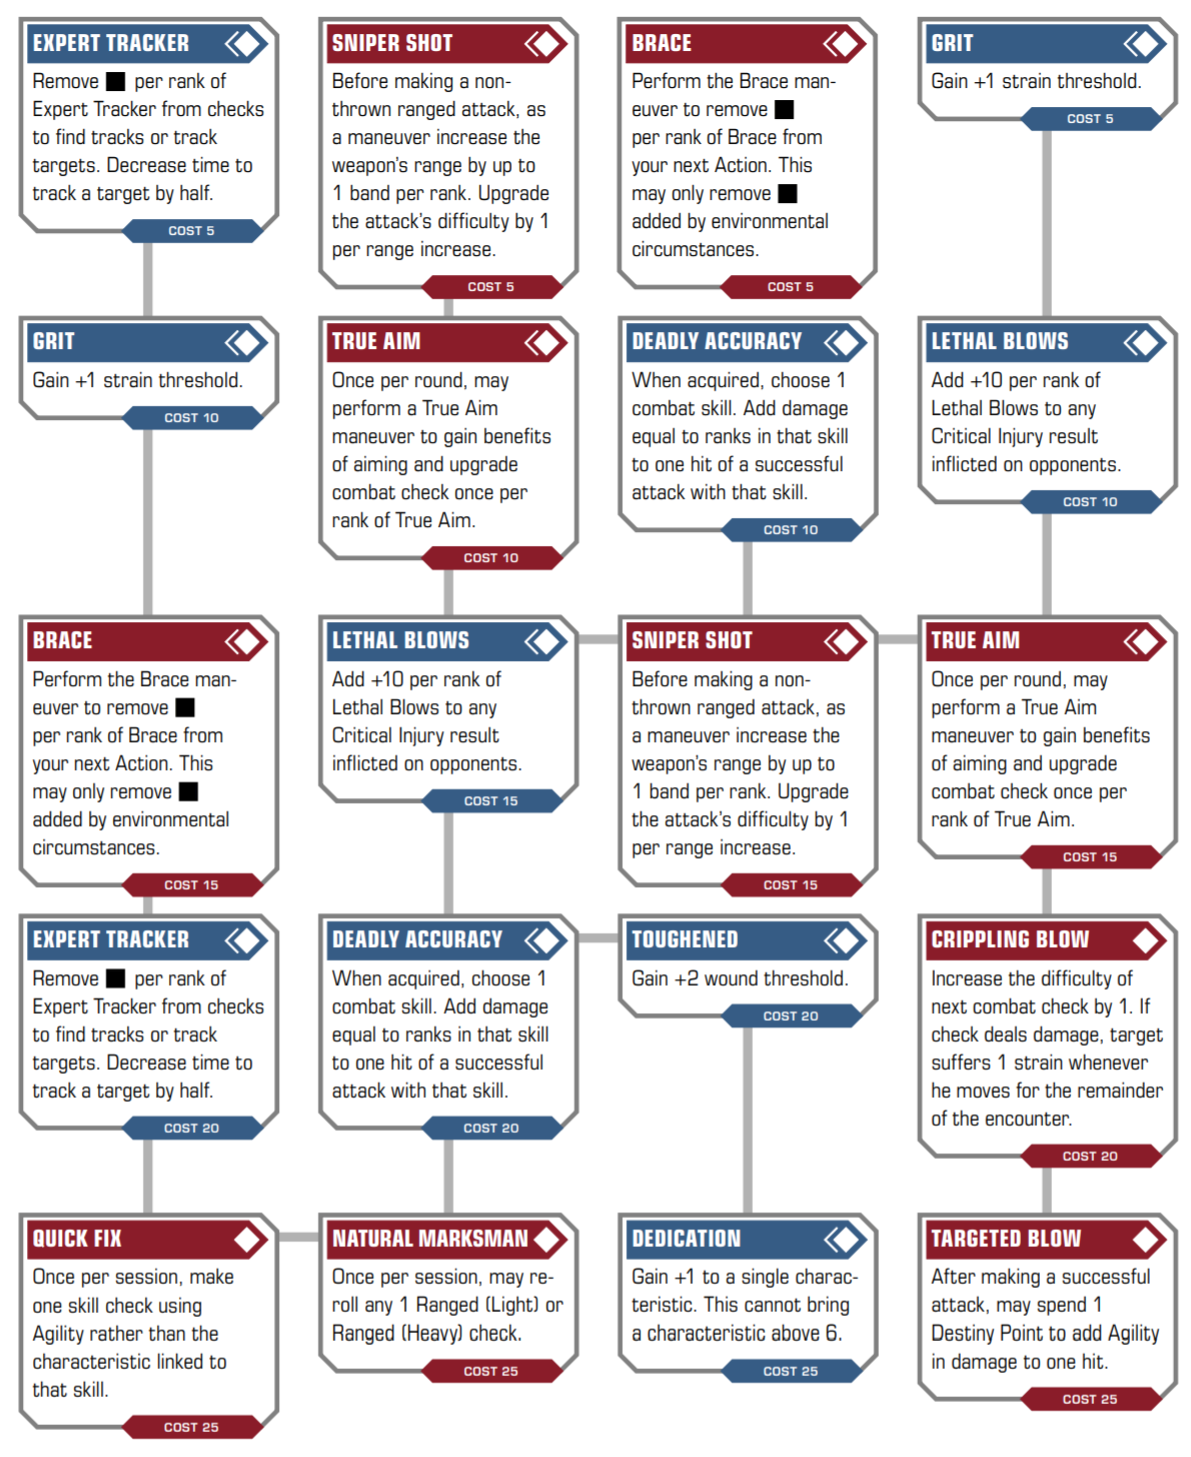 EXPERT TRACKER
Remove per rank of
Expert Tracker from checks
to find tracks or track
targets. Decrease time to
track a target by half.
COST 5
SNIPER SHOT
Before making a non-
thrown ranged attack, as
a maneuver increase the
weapon's range by up to
1 band per rank. Upgrade
the attack's difficulty by 1
per range increase.
COST 5
BRACE
Perform the Brace man-
euver to remove
per rank of Brace from
your next Action. This
may only remove
added by environmental
circumstances.
COST 5
GRIT
Gain +1 strain threshold.
COST 5
GRIT
Gain +1 strain threshold.
COST 10
TRUE AIM
Once per round, may
perform a True Aim
maneuver to gain benefits
of aiming and upgrade
combat check once per
rank of True Aim.
COST 10
DEADLY ACCURACY
When acquired, choose 1
combat skill. Add damage
equal to ranks in that skill
to one hit of a successful
attack with that skill.
COST 10
LETHAL BLOWS
Add +10 per rank of
Lethal Blows to any
Critical Injury result
inflicted on opponents.
COST 10
BRACE
Perform the Brace man-
euver to remove
per rank of Brace from
your next Action. This
may only remove
added by environmental
circumstances.
COST 15
LETHAL BLOWS
Add +10 per rank of
Lethal Blows to any
Critical Injury result
inflicted on opponents.
COST 15
SNIPER SHOT
Before making a non-
thrown ranged attack, as
a maneuver increase the
weapon's range by up to
1 band per rank. Upgrade
the attack's difficulty by 1
per range increase.
COST 15
TRUE AIM
Once per round, may
perform a True Aim
maneuver to gain benefits
of aiming and upgrade
combat check once per
rank of True Aim.
COST 15
EXPERT TRACKER
Remove per rank of
Expert Tracker from checks
to find tracks or track
targets. Decrease time to
track a target by half.
COST 20
DEADLY ACCURACY
When acquired, choose 1
combat skill. Add damage
equal to ranks in that skill
to one hit of a successful
attack with that skill.
COST 20
TOUGHENED
Gain +2 wound threshold.
COST 20
CRIPPLING BLOW
Increase the difficulty of
next combat check by 1. If
check deals damage, target
suffers 1 strain whenever
he moves for the remainder
of the encounter.
COST 20
QUICK FIX
Once per session, make
one skill check using
Agility rather than the
characteristic linked to
that skill.
COST 25
NATURAL MARKSMAN
Once per session, may re-
roll any 1 Ranged (Light) or
Ranged (Heavy) check.
COST 25
DEDICATION
Gain +1 to a single charac-
teristic. This cannot bring
a characteristic above 6.
COST 25
TARGETED BLOW
After making a successful
attack, may spend 1
Destiny Point to add Agility
in damage to one hit.
COST 25